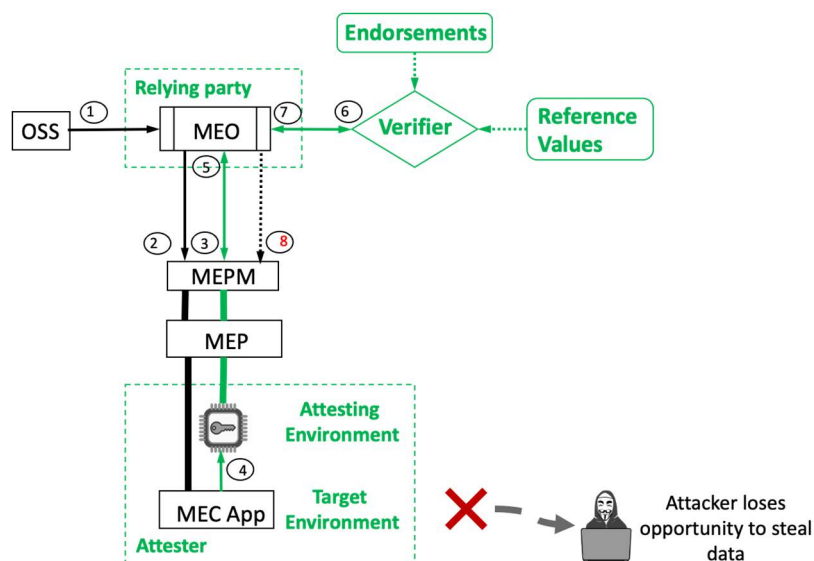 Endorsements
Relying party
OSS
1
MEO
7
6
Verifier
Reference
Values
5
2
3
8
MEPM
MEP
Attesting
Environment
4
MEC App
Target
Environment
Attester
Attacker loses
opportunity to steal
data